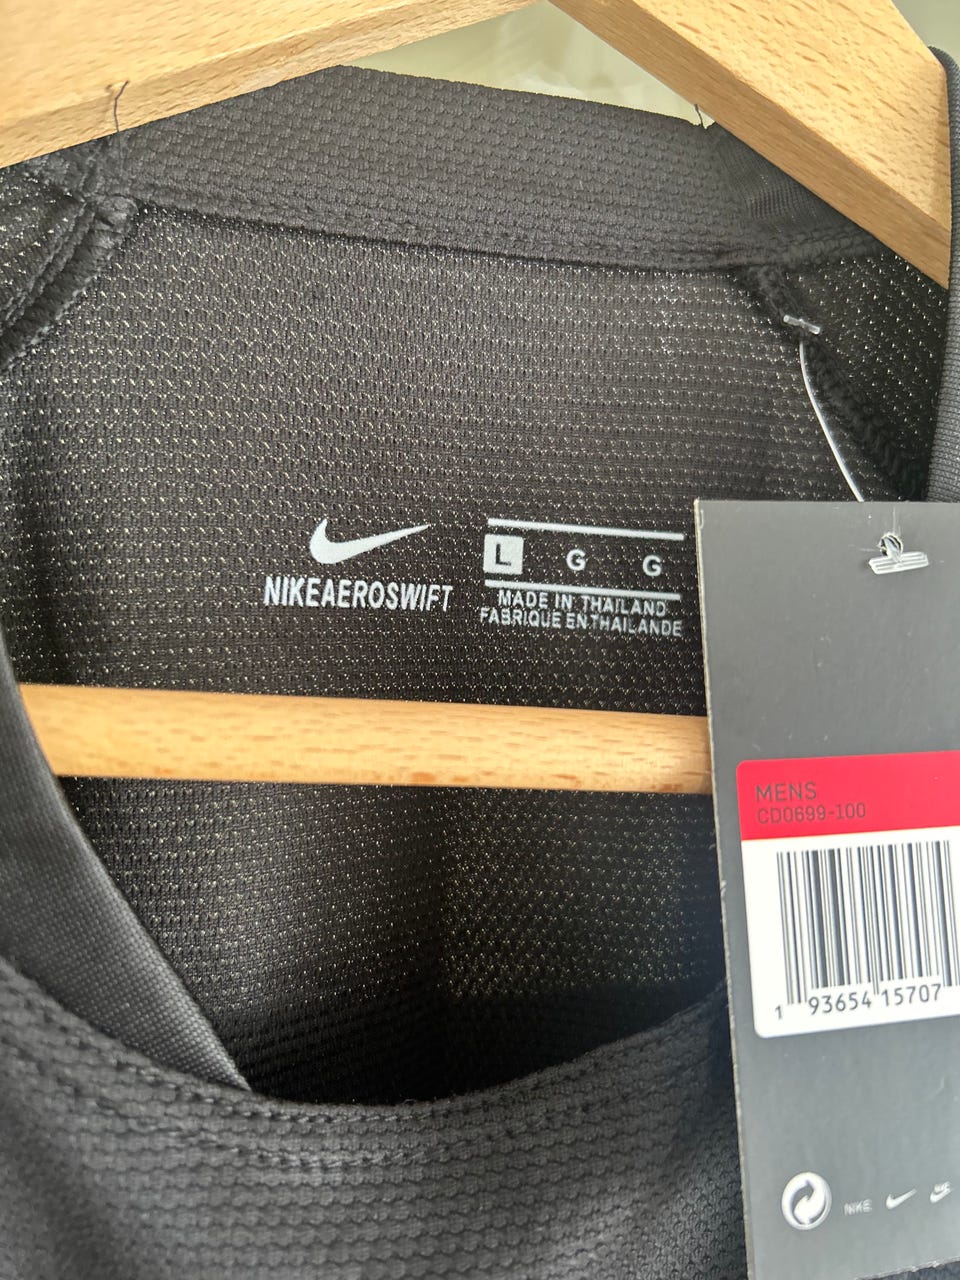 NIKEAEROSWIFT
L G G
MADE IN THAILAND
FABRIQUE EN THAILANDE
MENS
CD0699-100
1 93654 15707
NIKE